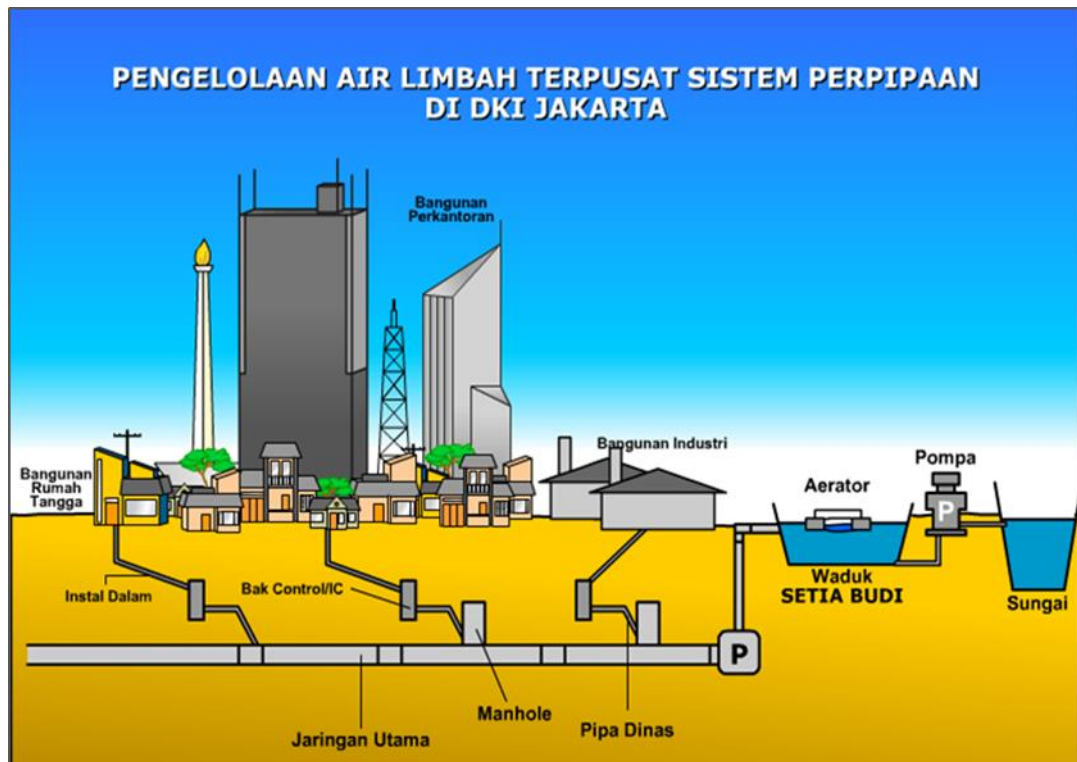 PENGELOLAAN AIR LIMBAH TERPUSAT SISTEM PERPIPAAN
DI DKI JAKARTA
Bangunan
Perkantoran
Bangunan
Rumah
Tangga
Bangunan Industri
Aerator
Pompa
P
Waduk
SETIA BUDI
Sungai
Instal Dalam
Bak Control/IC
P
Manhole
Pipa Dinas
Jaringan Utama